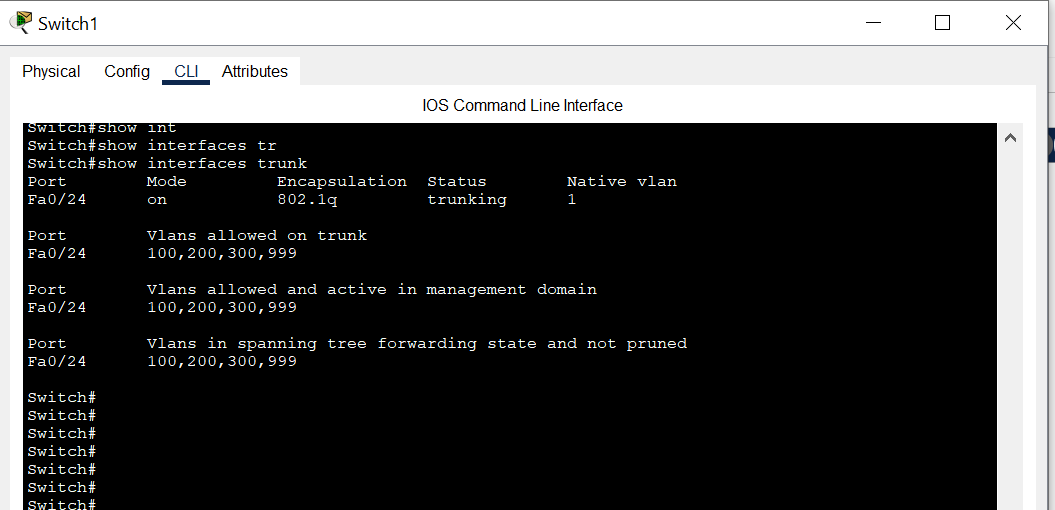 Switch1
Physical Config CLI Attributes
IOS Command Line Interface
Switch#show int
Switch#show interfaces tr
Switch#show interfaces trunk
Port Mode Encapsulation Status Native vlan
Fa0/24 on 802.1q trunking 1
Port Vlans allowed on trunk
Fa0/24 100,200,300,999
Port Vlans allowed and active in management domain
Fa0/24 100,200,300,999
Port Vlans in spanning tree forwarding state and not pruned
Fa0/24 100,200,300,999
Switch#
Switch#
Switch#
Switch#
Switch#
Switch#
Switch#